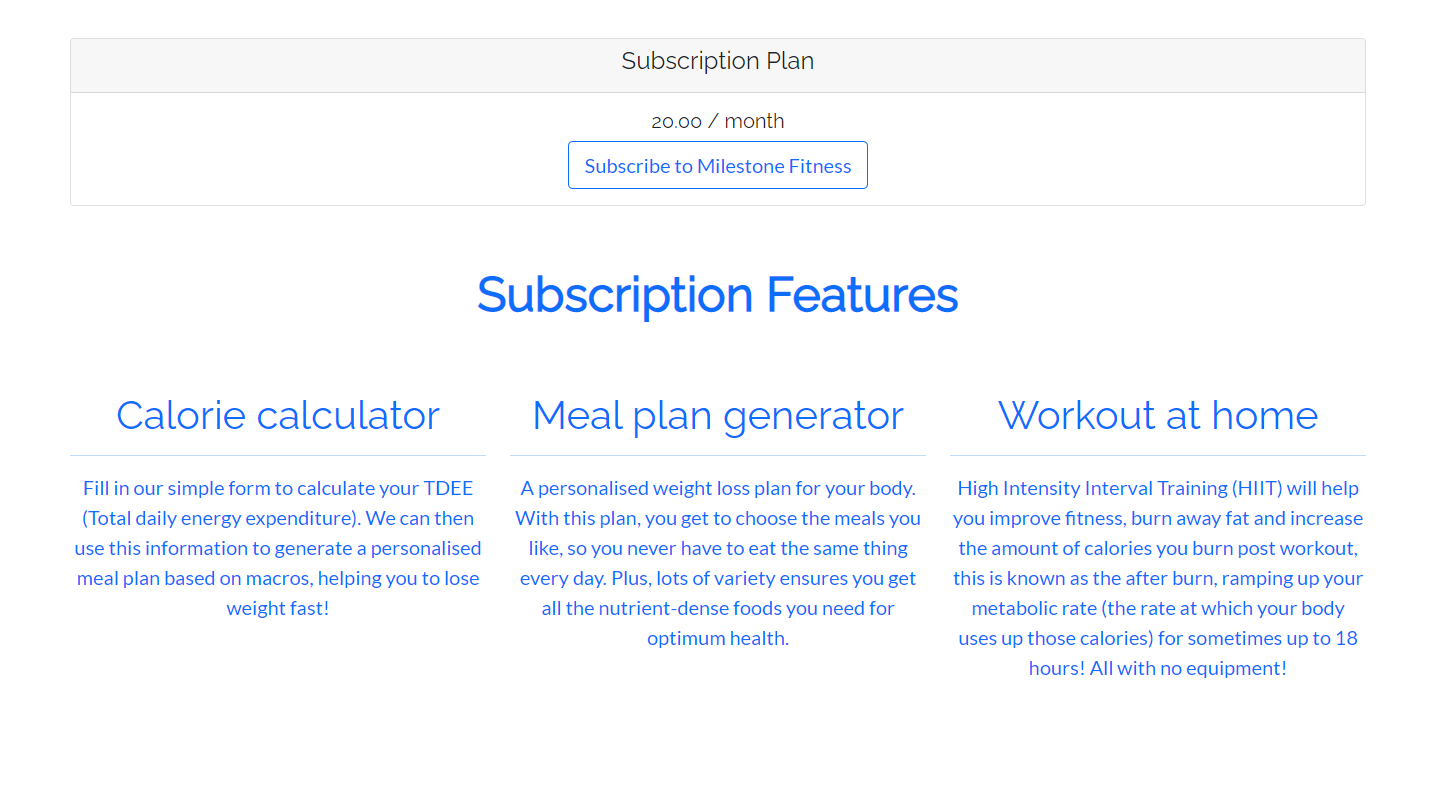 Subscription Plan
20.00 / month
Subscribe to Milestone Fitness
Subscription Features
Calorie calculator
Fill in our simple form to calculate your TDEE
(Total daily energy expenditure). We can then
use this information to generate a personalised
meal plan based on macros, helping you to lose
weight fast!
Meal plan generator
A personalised weight loss plan for your body.
With this plan, you get to choose the meals you
like, so you never have to eat the same thing
every day. Plus, lots of variety ensures you get
all the nutrient-dense foods you need for
optimum health.
Workout at home
High Intensity Interval Training (HIIT) will help
you improve fitness, burn away fat and increase
the amount of calories you burn post workout,
this is known as the after burn, ramping up your
metabolic rate (the rate at which your body
uses up those calories) for sometimes up to 18
hours! All with no equipment!